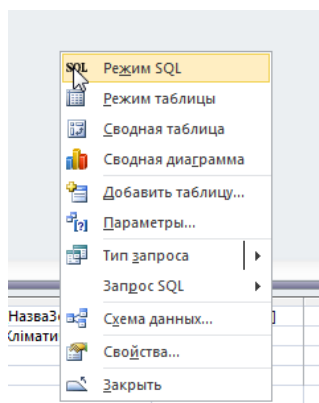 SQL Режим SQL
Режим таблицы
Сводная таблица
Сводная диаграмма
Добавить таблицу...
[?] Параметры...
Тип запроса
Запрос SQL
НазваЗ
Схема данных...
]
Клімати
Свойства...
Закрыть